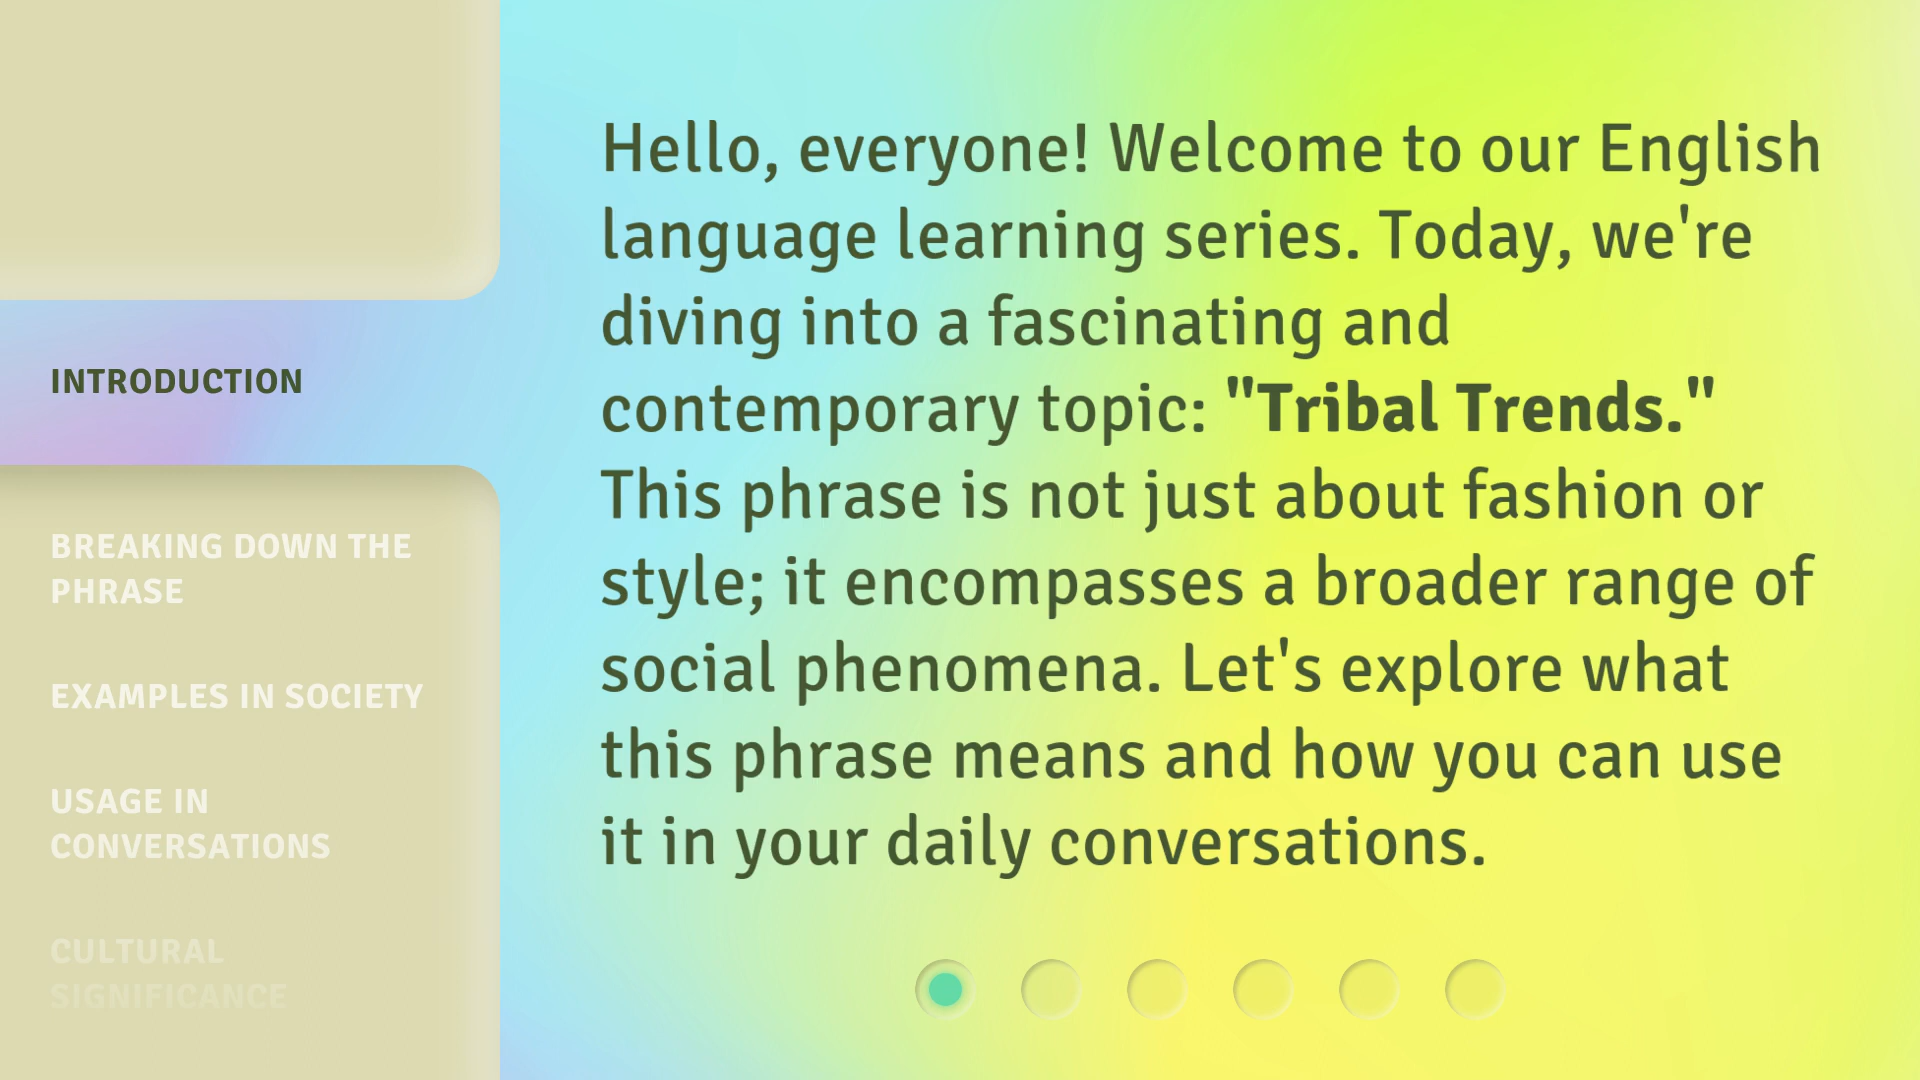 INTRODUCTION
BREAKING DOWN THE
PHRASE
EXAMPLES IN SOCIETY
USAGE IN
CONVERSATIONS
CULTURAL
SIGNIFICANCE
Hello, everyone! Welcome to our English
language learning series. Today, we're
diving into a fascinating and
contemporary topic: "Tribal Trends."
This phrase is not just about fashion or
style; it encompasses a broader range of
social phenomena. Let's explore what
this phrase means and how you can use
it in your daily conversations.